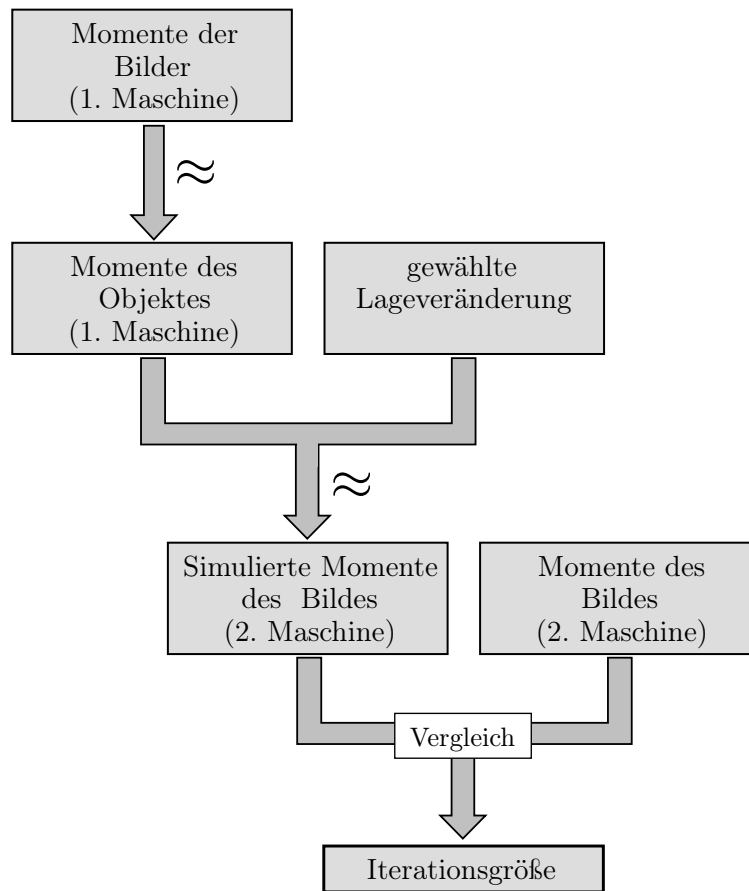 Momente der
Bilder
(1. Maschine)
≈
Momente des
Objektes
(1. Maschine)
gewählte
Lageveränderung
≈
Simulierte Momente
des Bildes
(2. Maschine)
Momente des
Bildes
(2. Maschine)
Vergleich
Iterationsgröße